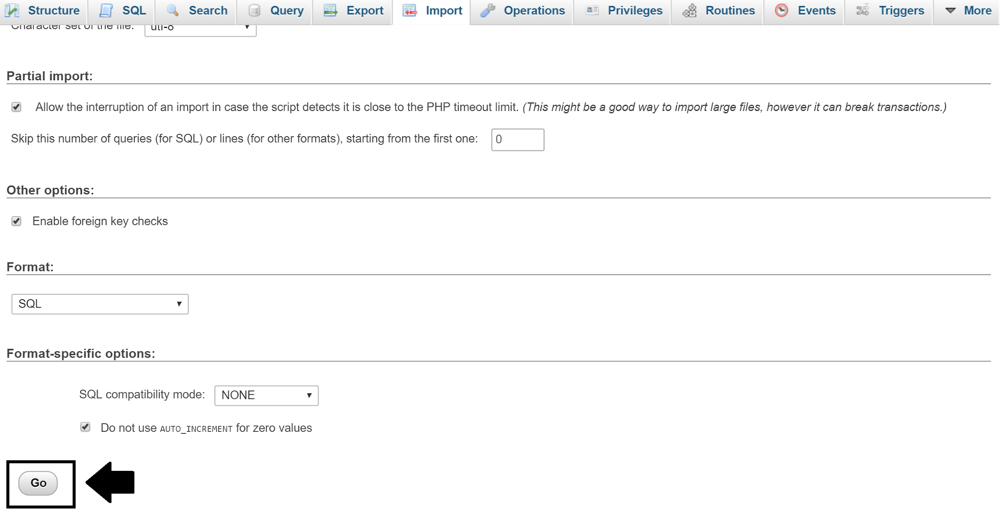 Structure SQL Search Query Export Import Operations Privileges Routines Events Triggers More
Character set of the file: utf-8
Partial import:
Allow the interruption of an import in case the script detects it is close to the PHP timeout limit. (This might be a good way to import large files, however it can break transactions.)
Skip this number of queries (for SQL) or lines (for other formats), starting from the first one: 0
Other options:
Enable foreign key checks
Format:
SQL
Format-specific options:
SQL compatibility mode: NONE
Do not use AUTO_INCREMENT for zero values
Go